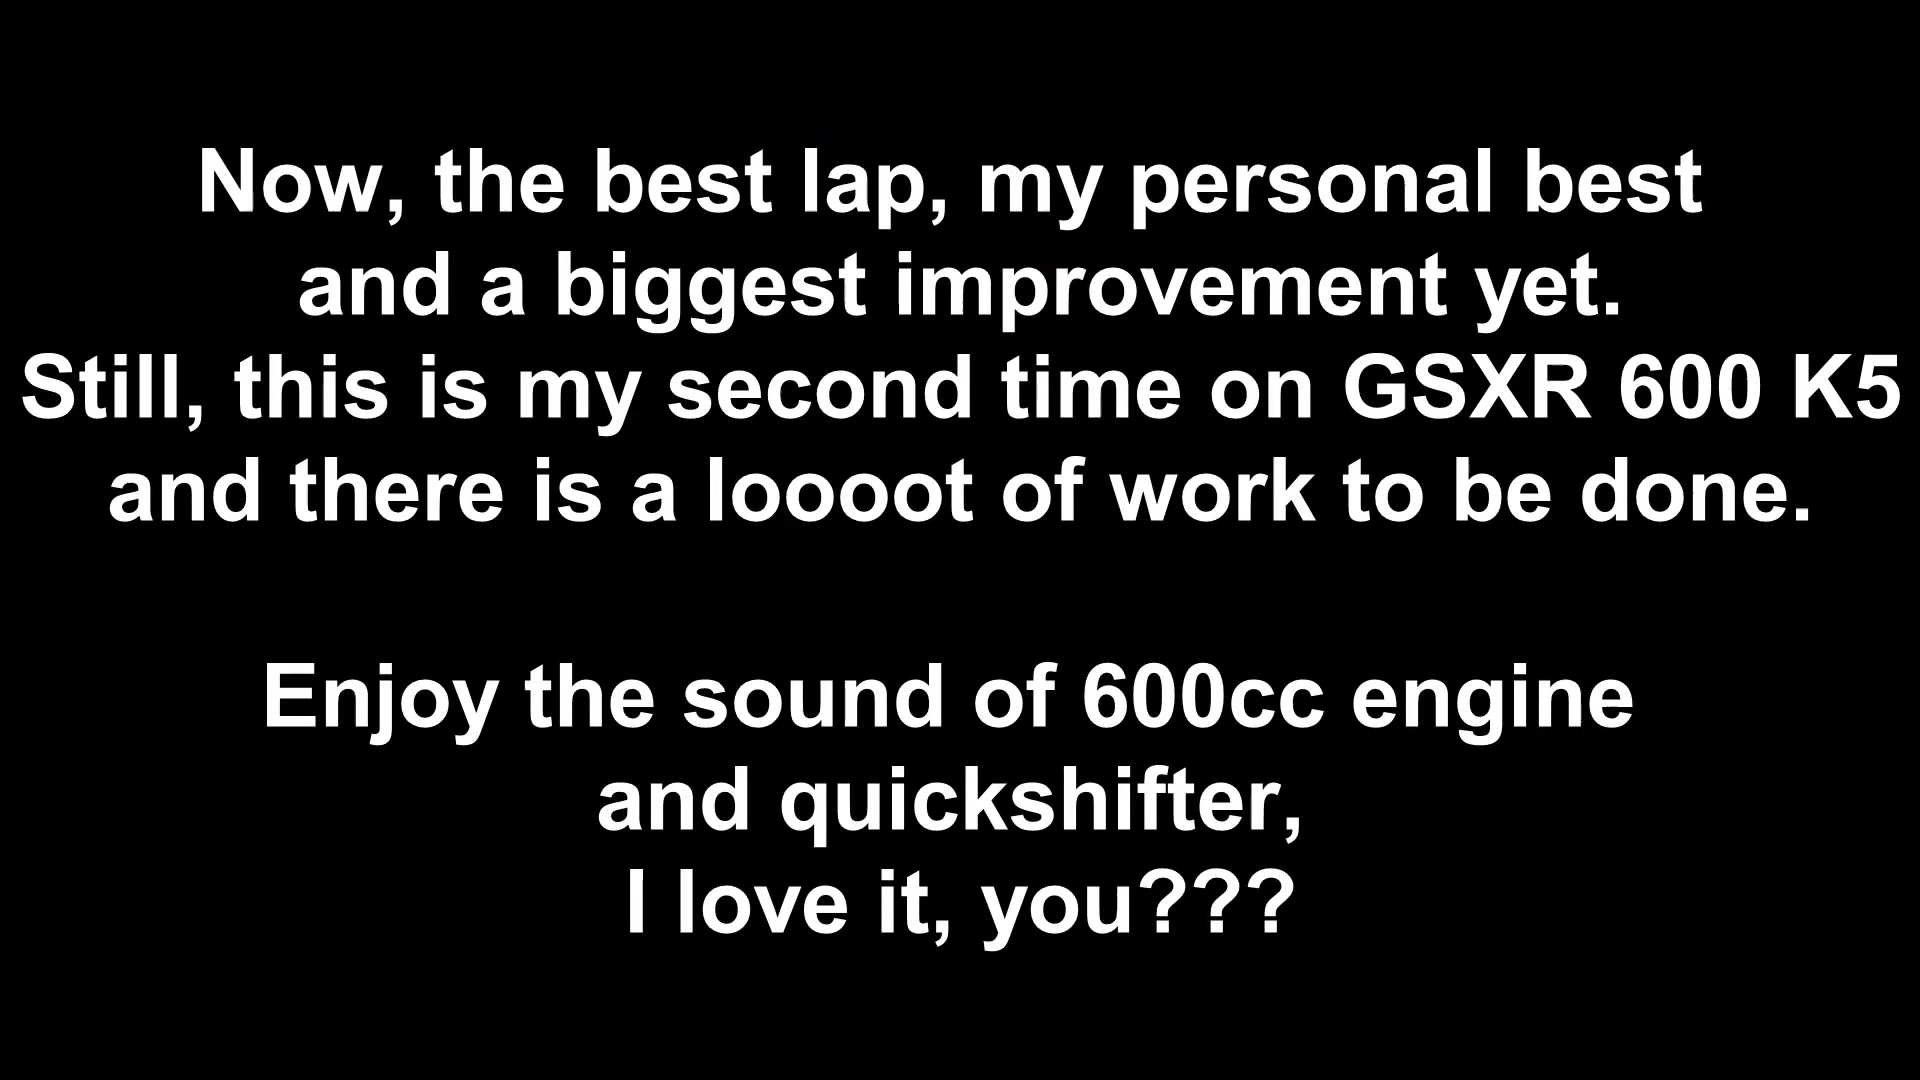 Now, the best lap, my personal best
and a biggest improvement yet.
Still, this is my second time on GSXR 600 K5
and there is a loooot of work to be done.
Enjoy the sound of 600cc engine
and quickshifter,
I love it, you???